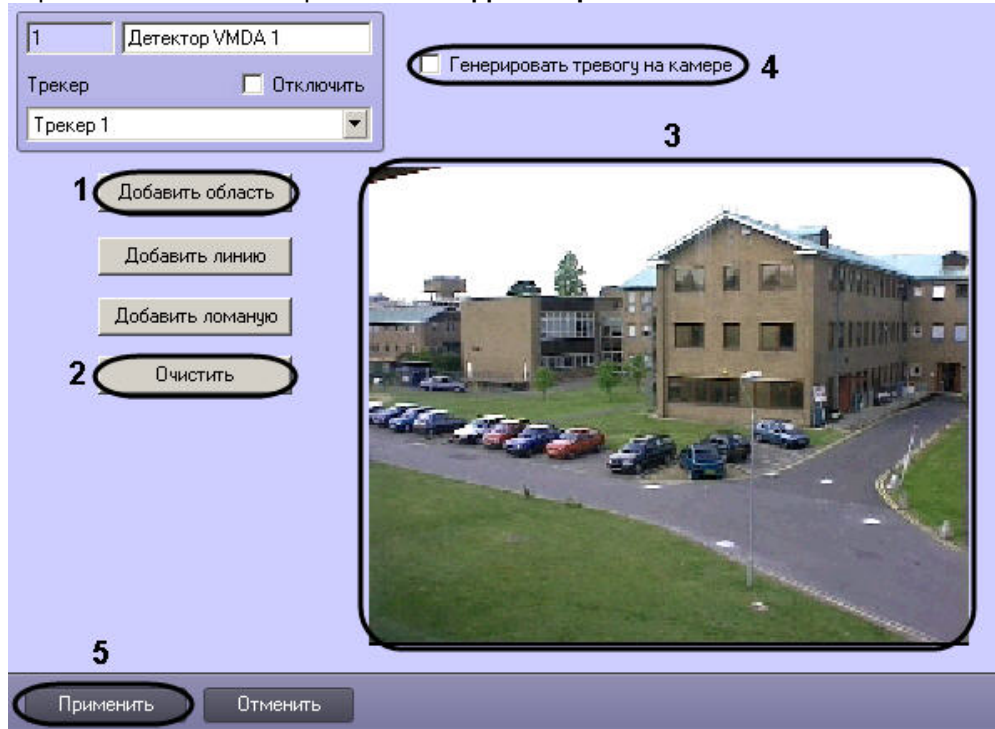 1 Детектор VMDA 1
Трекер Отключить
Трекер 1
Генерировать тревогу на камере 4
3
1 Добавить область
Добавить линию
Добавить ломаную
2 Очистить
5
Применить Отменить